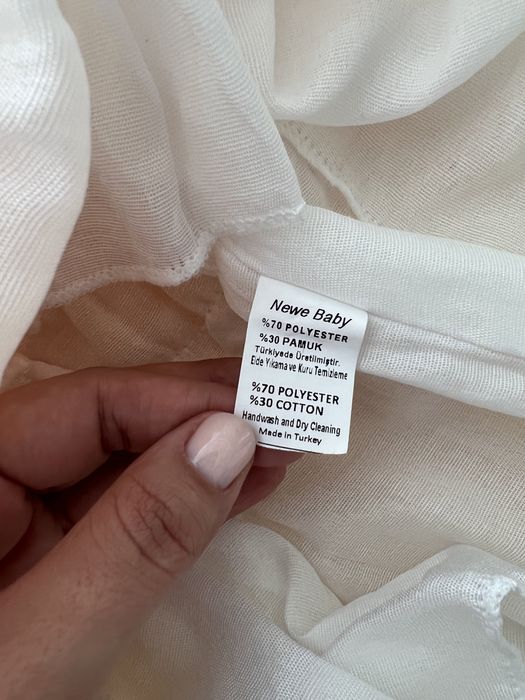 Newe Baby
%70 POLYESTER
%30 PAMUK
Türkiyede Üretilmiştir.
Elde Yıkama ve Kuru Temizleme
%70 POLYESTER
%30 COTTON
Handwash and Dry Cleaning
Made in Turkey